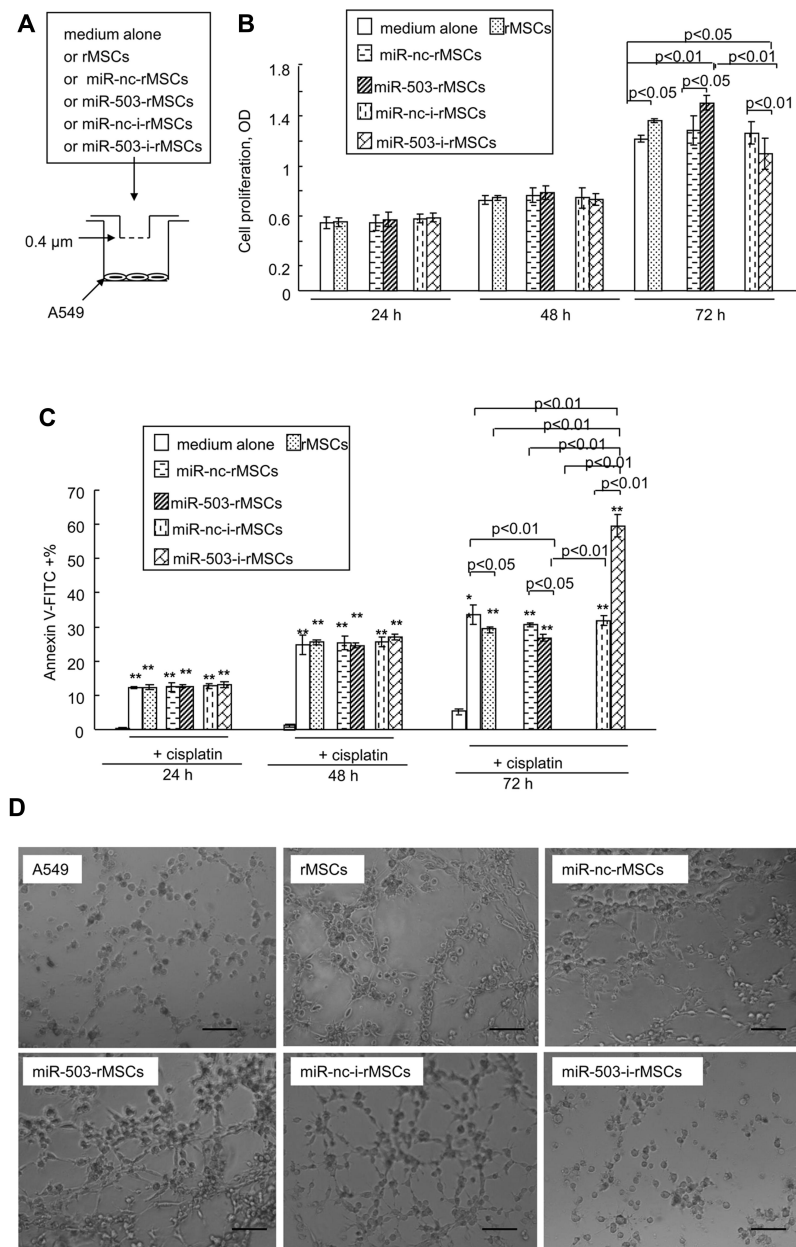 A
medium alone
or rMSCs
or miR-nc-rMSCs
or miR-503-rMSCs
or miR-nc-i-rMSCs
or miR-503-i-rMSCs
0.4 µm
A549
B
medium alone
rMSCs
miR-nc-rMSCs
miR-503-rMSCs
miR-nc-i-rMSCs
miR-503-i-rMSCs
p<0.05
p<0.01
p<0.01
p<0.05
p<0.05
p<0.01
Cell proliferation, OD
1.8
1.4
1
0.6
0.2
0
24 h
48 h
72 h
C
medium alone
rMSCs
miR-nc-rMSCs
miR-503-rMSCs
miR-nc-i-rMSCs
miR-503-i-rMSCs
p<0.01
p<0.01
p<0.01
p<0.01
p<0.01
p<0.01
p<0.01
p<0.05
p<0.05
Annexin V-FITC +%
70
60
50
40
30
20
10
0
** ** ** ** ** **
** ** ** ** ** **
* ** ** ** ** **
+ cisplatin
24 h
+ cisplatin
48 h
+ cisplatin
72 h
D
A549
rMSCs
miR-nc-rMSCs
miR-503-rMSCs
miR-nc-i-rMSCs
miR-503-i-rMSCs